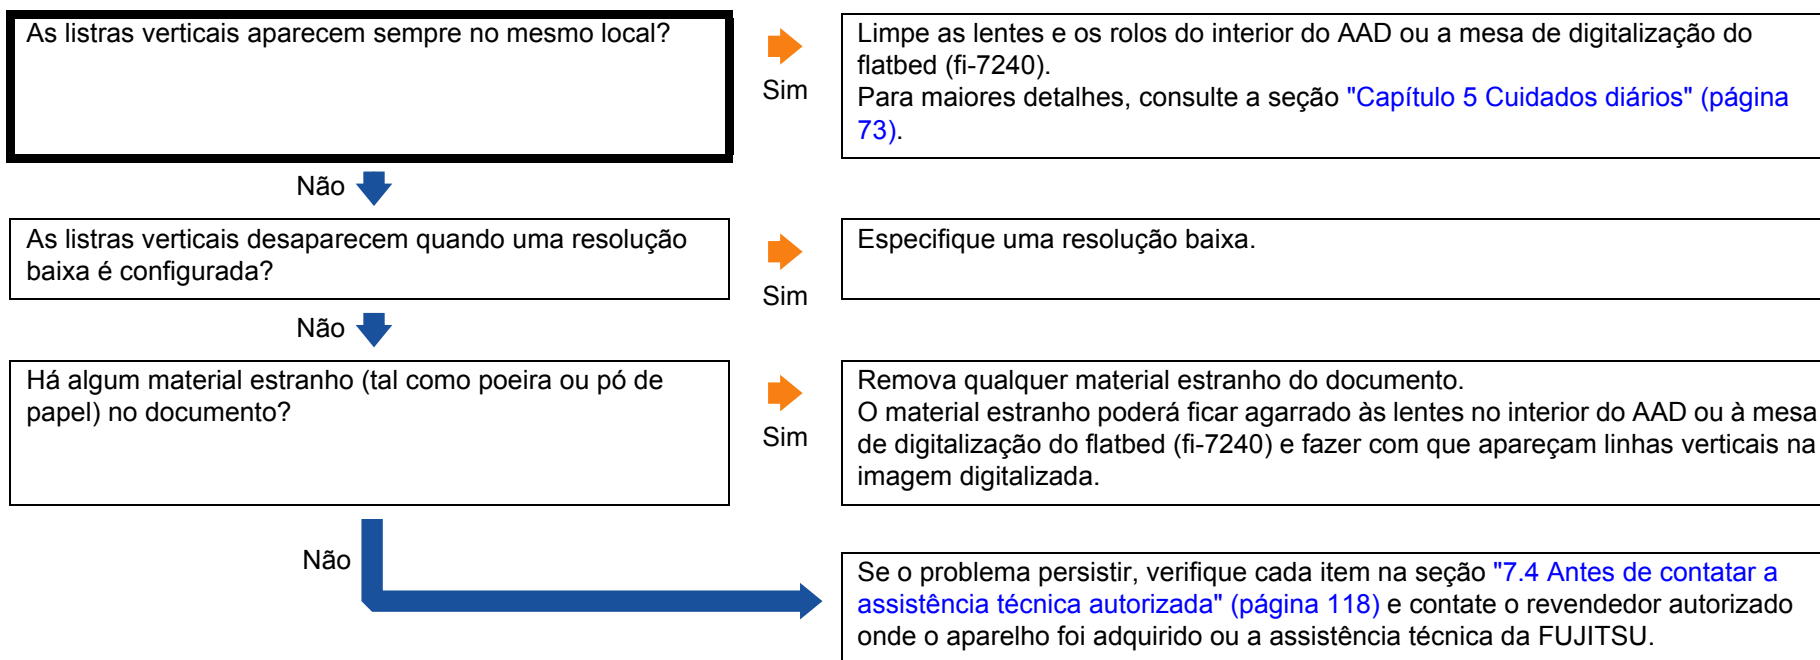 As listras verticais aparecem sempre no mesmo local?
Sim
Limpe as lentes e os rolos do interior do AAD ou a mesa de digitalização do
flatbed (fi-7240).
Para maiores detalhes, consulte a seção "Capítulo 5 Cuidados diários" (página
73).
Não
As listras verticais desaparecem quando uma resolução
baixa é configurada?
Sim
Especifique uma resolução baixa.
Não
Há algum material estranho (tal como poeira ou pó de
papel) no documento?
Sim
Remova qualquer material estranho do documento.
O material estranho poderá ficar agarrado às lentes no interior do AAD ou à mesa
de digitalização do flatbed (fi-7240) e fazer com que apareçam linhas verticais na
imagem digitalizada.
Não
Se o problema persistir, verifique cada item na seção "7.4 Antes de contatar a
assistência técnica autorizada" (página 118) e contate o revendedor autorizado
onde o aparelho foi adquirido ou a assistência técnica da FUJITSU.